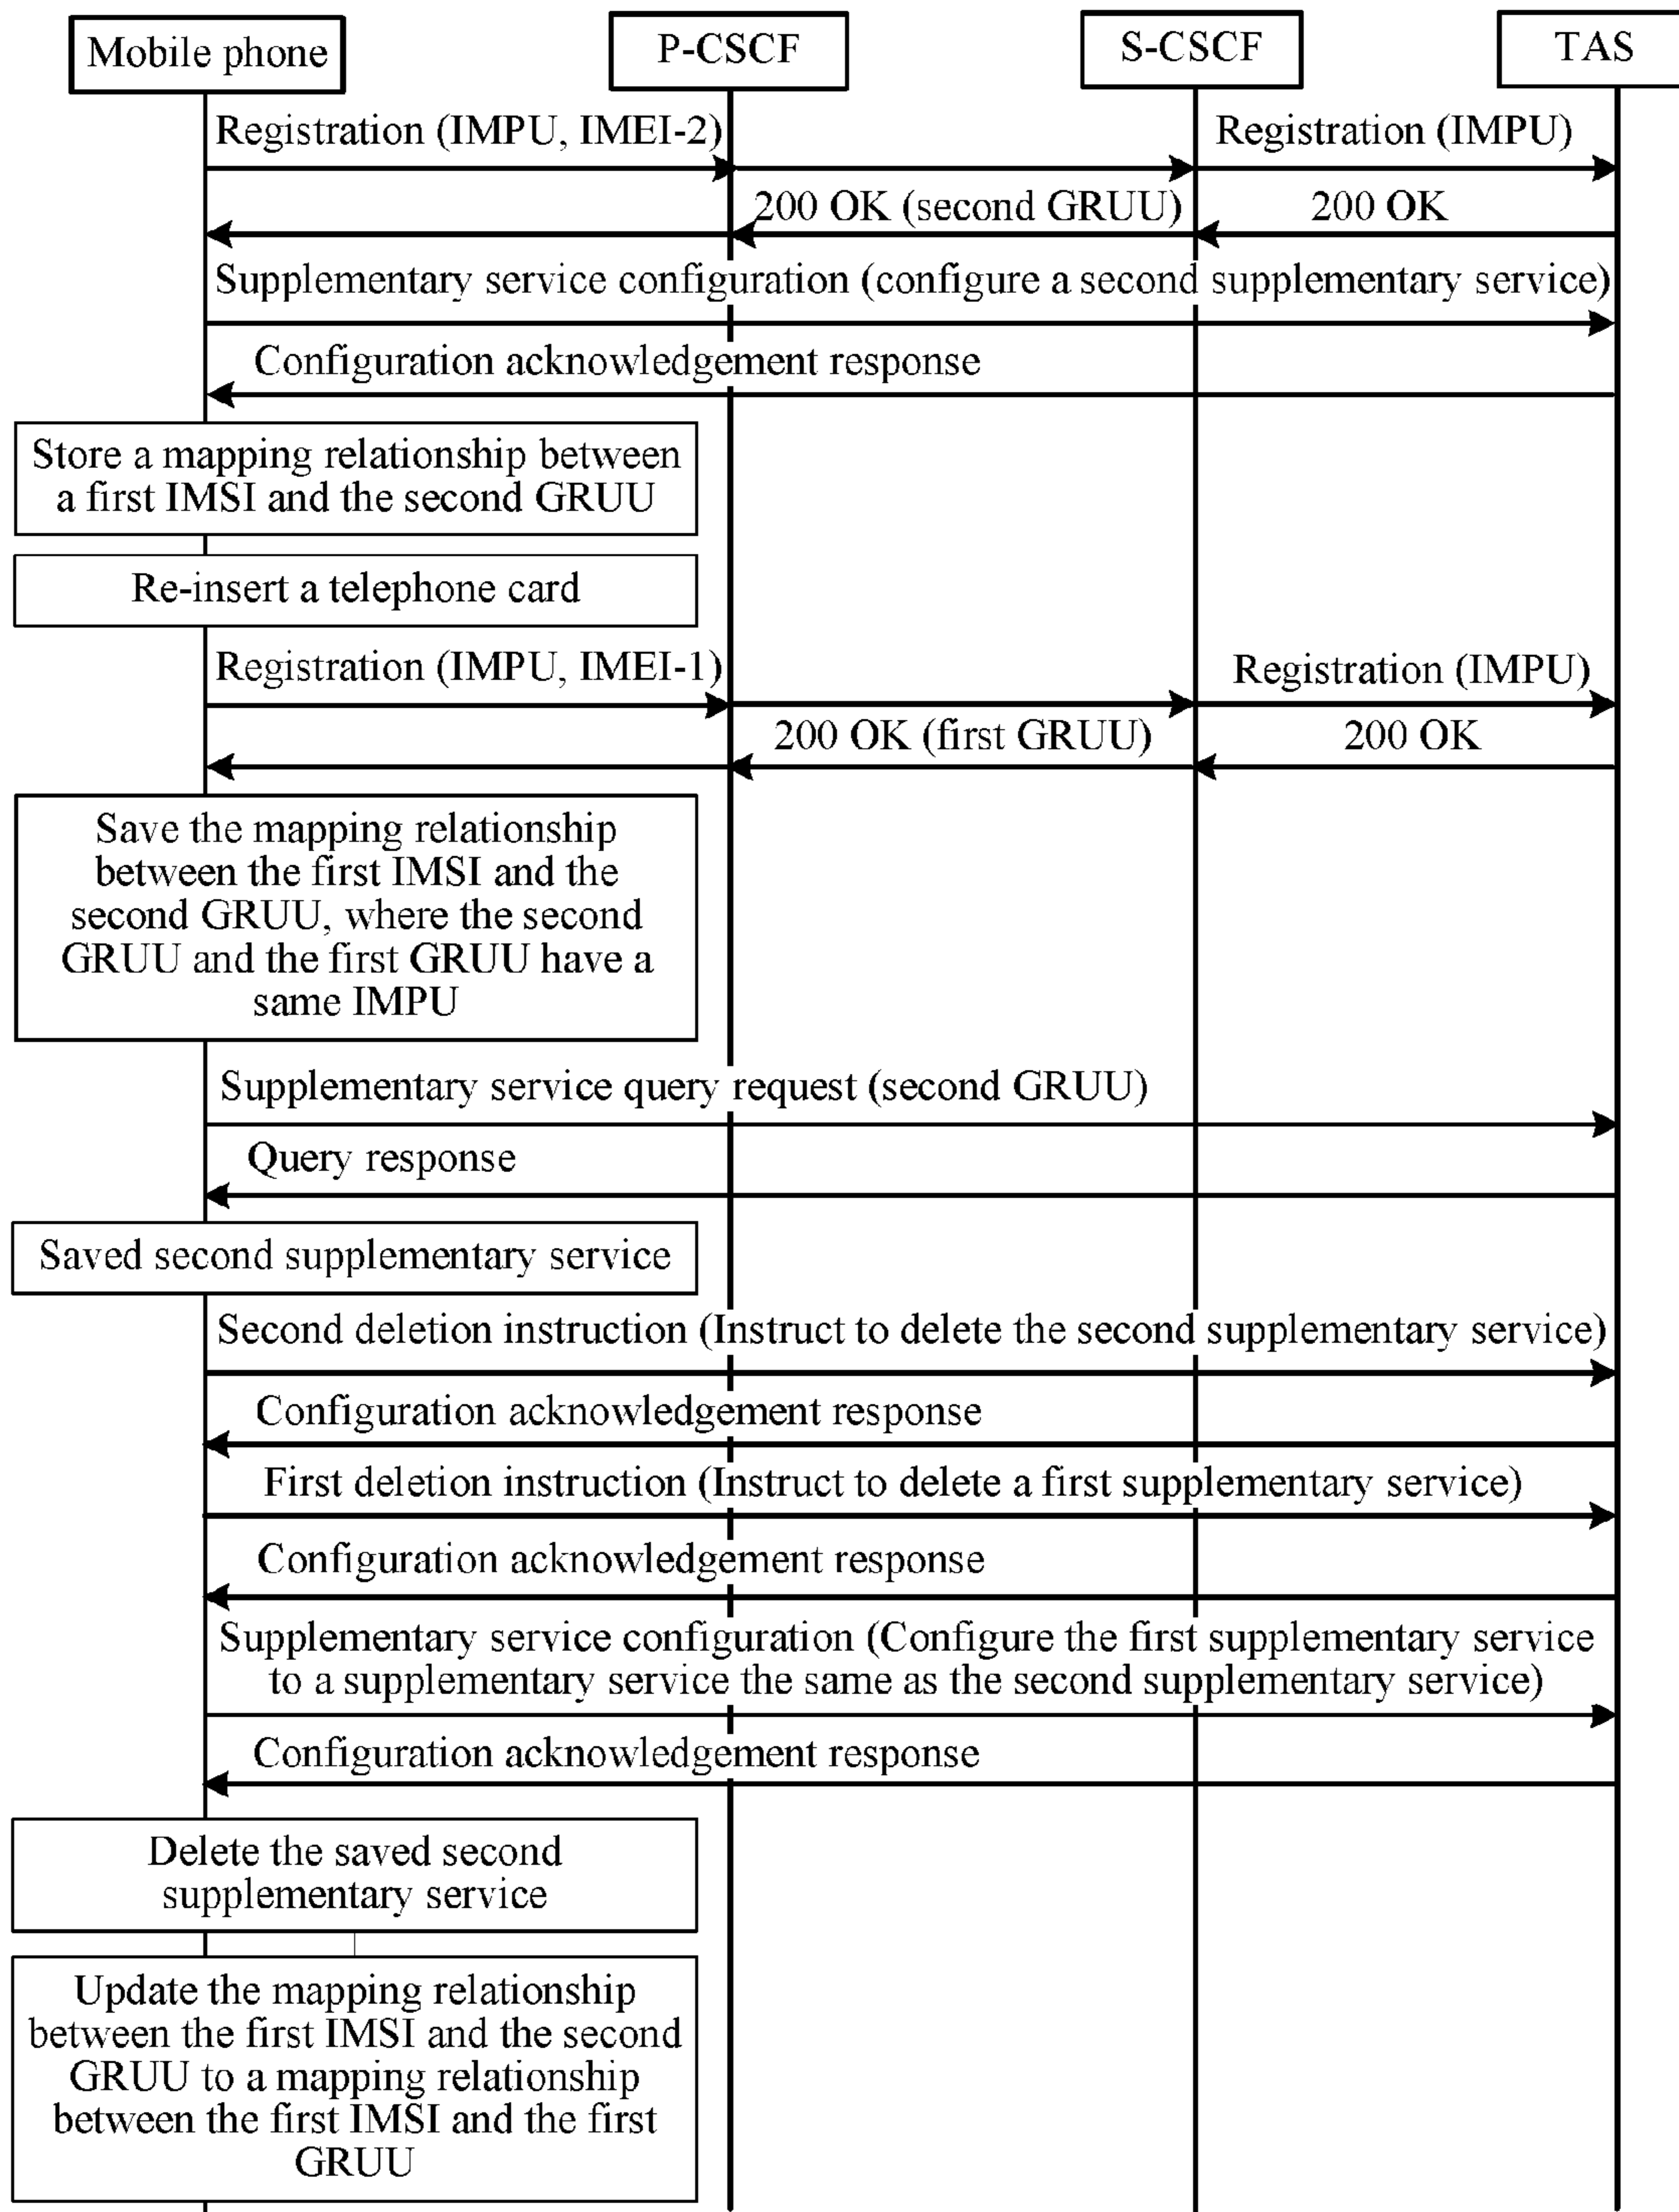 Mobile phone
P-CSCF
S-CSCF
TAS
Registration (IMPU, IMEI-2)
Registration (IMPU)
200 OK (second GRUU)
200 OK
Supplementary service configuration (configure a second supplementary service)
Configuration acknowledgement response
Store a mapping relationship between
a first IMSI and the second GRUU
Re-insert a telephone card
Registration (IMPU, IMEI-1)
Registration (IMPU)
200 OK (first GRUU)
200 OK
Save the mapping relationship
between the first IMSI and the
second GRUU, where the second
GRUU and the first GRUU have a
same IMPU
Supplementary service query request (second GRUU)
Query response
Saved second supplementary service
Second deletion instruction (Instruct to delete the second supplementary service)
Configuration acknowledgement response
First deletion instruction (Instruct to delete a first supplementary service)
Configuration acknowledgement response
Supplementary service configuration (Configure the first supplementary service
to a supplementary service the same as the second supplementary service)
Configuration acknowledgement response
Delete the saved second
supplementary service
Update the mapping relationship
between the first IMSI and the second
GRUU to a mapping relationship
between the first IMSI and the first
GRUU